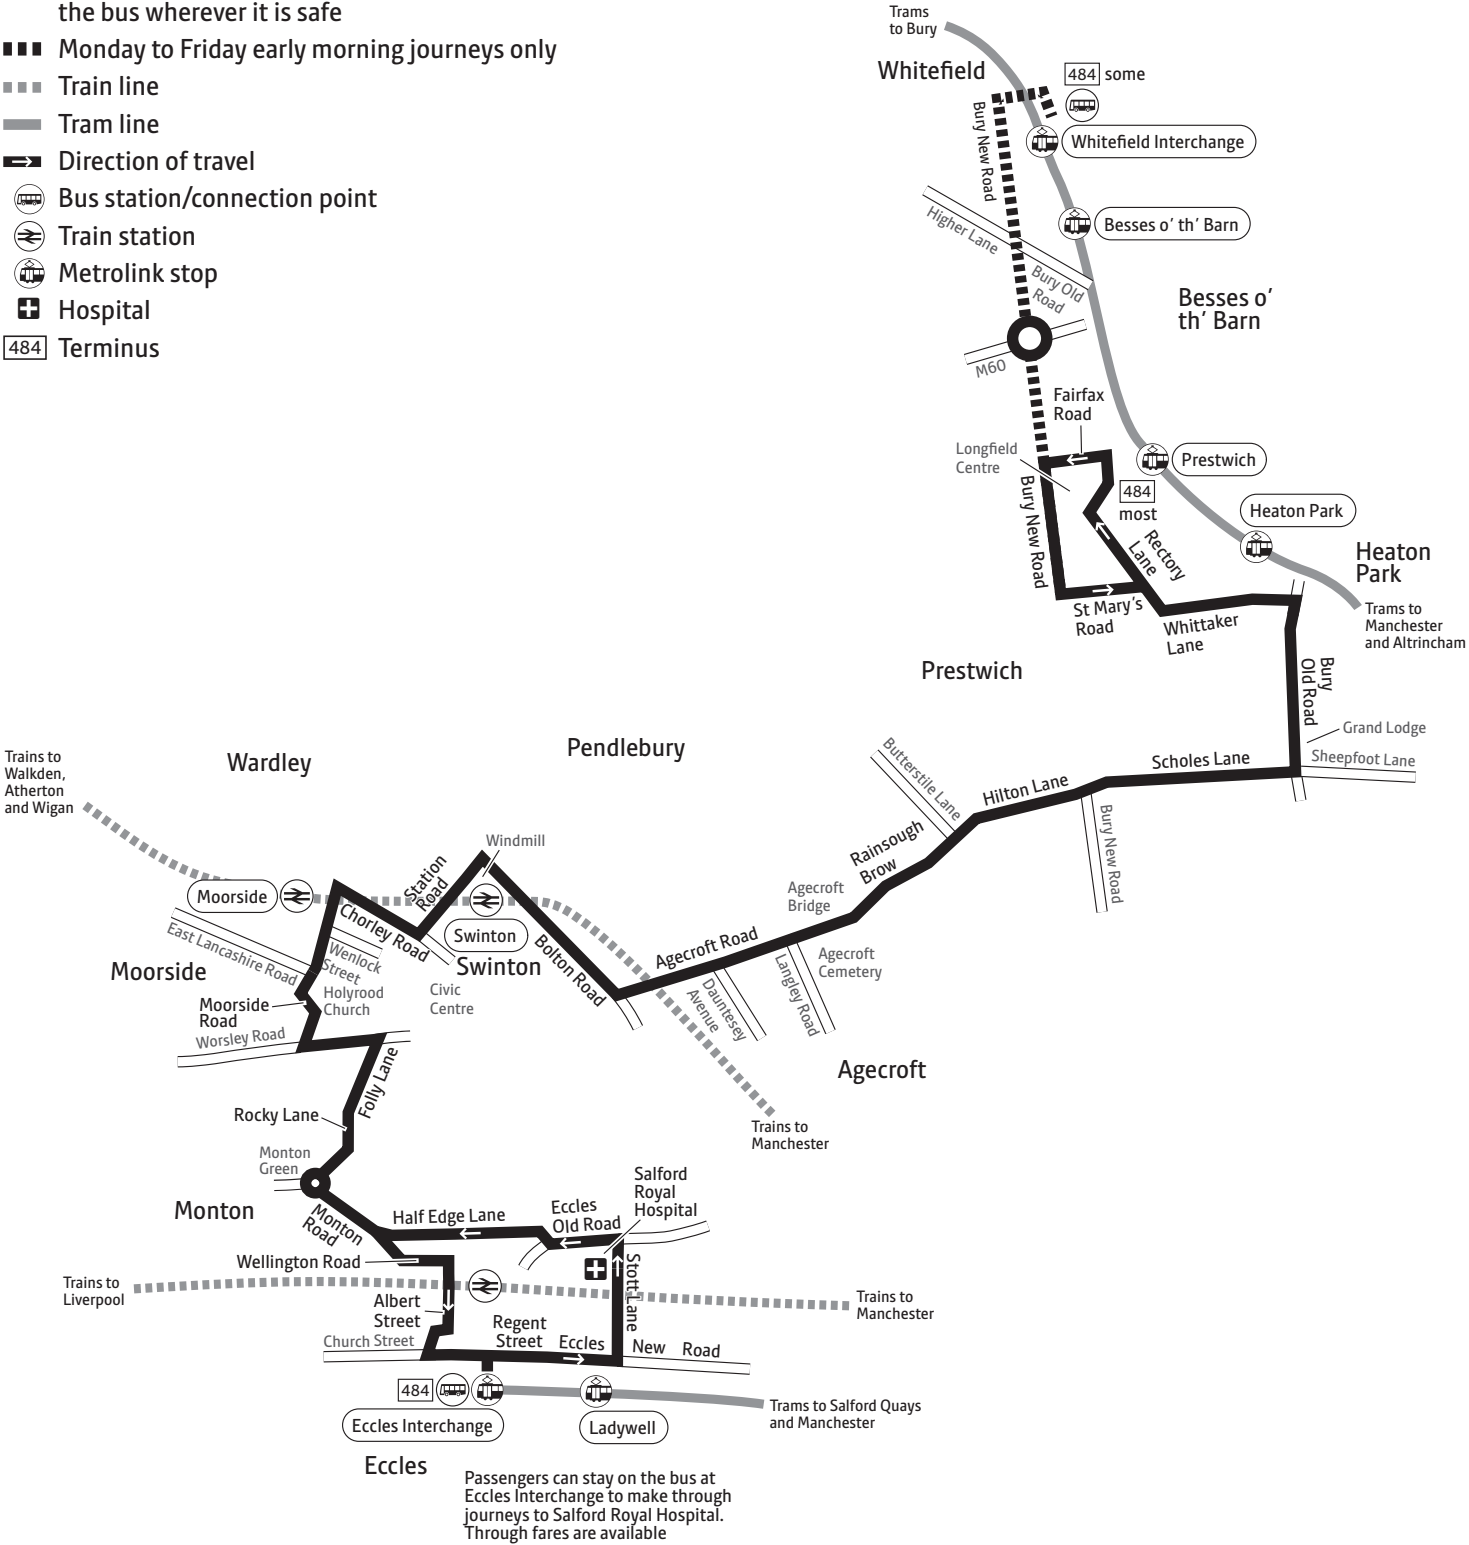 the bus wherever it is safe
Monday to Friday early morning journeys only
Train line
Tram line
Direction of travel
Bus station/connection point
Train station
Metrolink stop
Hospital
484 Terminus
Trams
to Bury
Whitefield
484 some
Whitefield Interchange
Bury New Road
Besses o’ th’ Barn
Higher Lane
Bury Old
Road
Besses o’
th’ Barn
M60
Fairfax
Road
Longfield
Centre
Prestwich
484
most
Bury New Road
Heaton Park
Rectory
Lane
Heaton
Park
St Mary’s
Road
Whittaker
Lane
Trams to
Manchester
and Altrincham
Prestwich
Bury
Old Road
Grand Lodge
Sheepfoot Lane
Scholes Lane
Hilton Lane
Bury New Road
Butterstile Lane
Rainsough
Brow
Pendlebury
Wardley
Trains to
Walkden,
Atherton
and Wigan
Windmill
Station
Road
Moorside
Chorley Road
Swinton
Swinton
Bolton Road
Agecroft
Bridge
Agecroft Road
Agecroft
Cemetery
Langley Road
Dauntesey
Avenue
Agecroft
East Lancashire Road
Wenlock
Street
Moorside
Holyrood
Church
Civic
Centre
Moorside
Road
Worsley Road
Folly Lane
Rocky Lane
Trains to
Manchester
Monton
Green
Monton
Monton
Road
Half Edge Lane
Eccles
Old Road
Salford
Royal
Hospital
Wellington Road
Stott Lane
Trains to
Liverpool
Trains to
Manchester
Albert
Street
Church Street
Regent
Street
Eccles New Road
484
Eccles Interchange
Ladywell
Trams to Salford Quays
and Manchester
Eccles
Passengers can stay on the bus at
Eccles Interchange to make through
journeys to Salford Royal Hospital.
Through fares are available